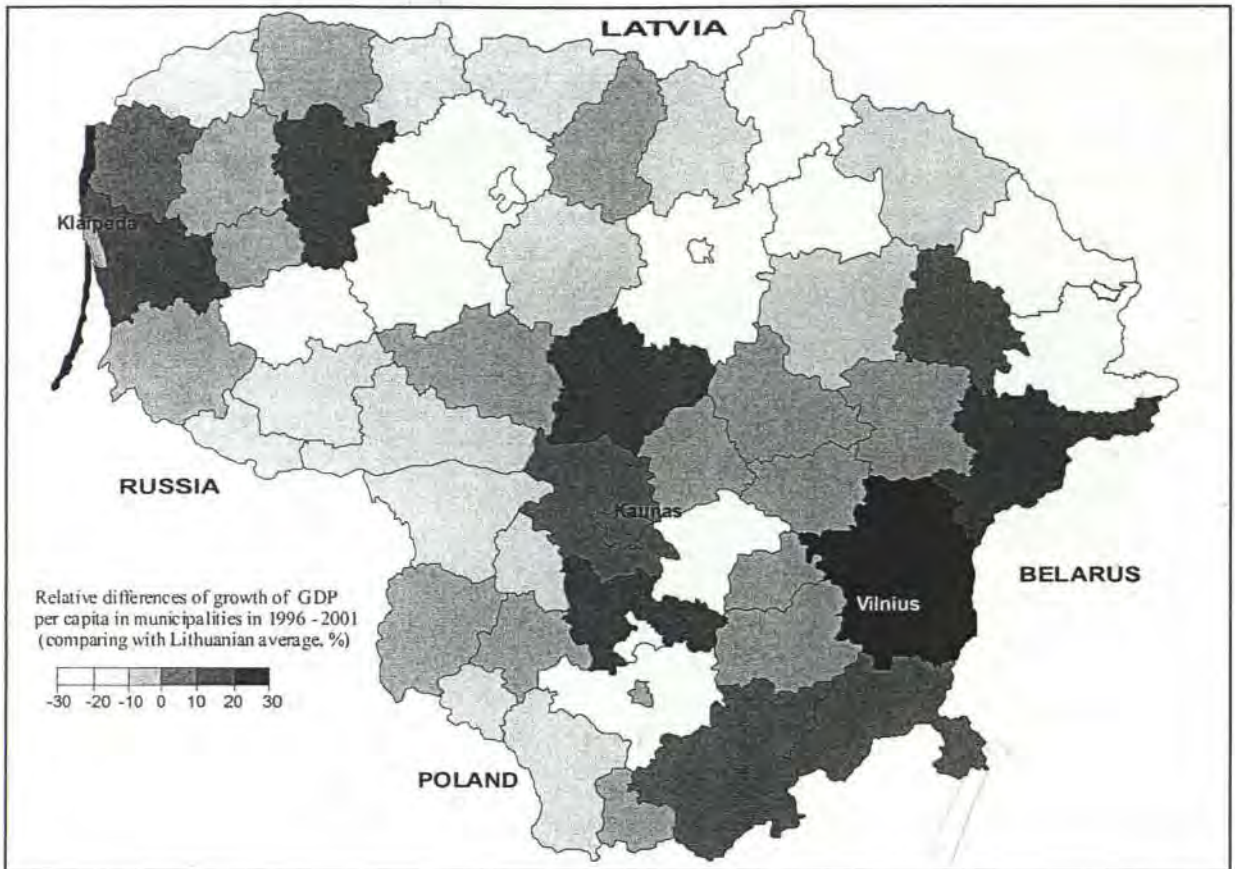 LATVIA
Klaipeda
RUSSIA
Kaunas
BELARUS
Vilnius
Relative differences of growth of GDP
per capita in municipalities in 1996 - 2001
(comparing with Lithuanian average, %)
-30 -20 -10 0 10 20 30
POLAND